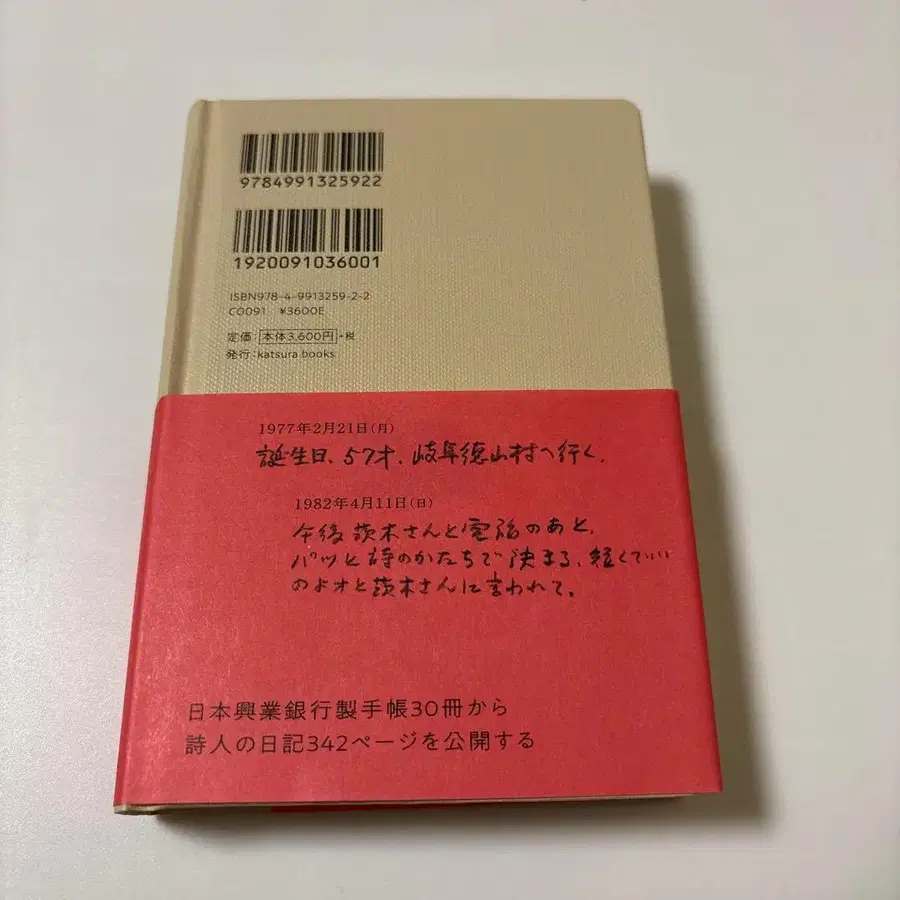 9784991325922
1920091036001
ISBN978-4-9913259-2-2
C0091 ¥3600E
定価：本体3,600円+税
発行：katsura books
1977年2月21日(月)
誕生日、57才、岐阜徳山村へ行く。
1982年4月11日(日)
午後茨木さんと電話のあと、
パッと詩のかたちで決まる、短くていい
のよオと茨木さんに言われて。
日本興業銀行製手帳30冊から
詩人の日記342ページを公開する